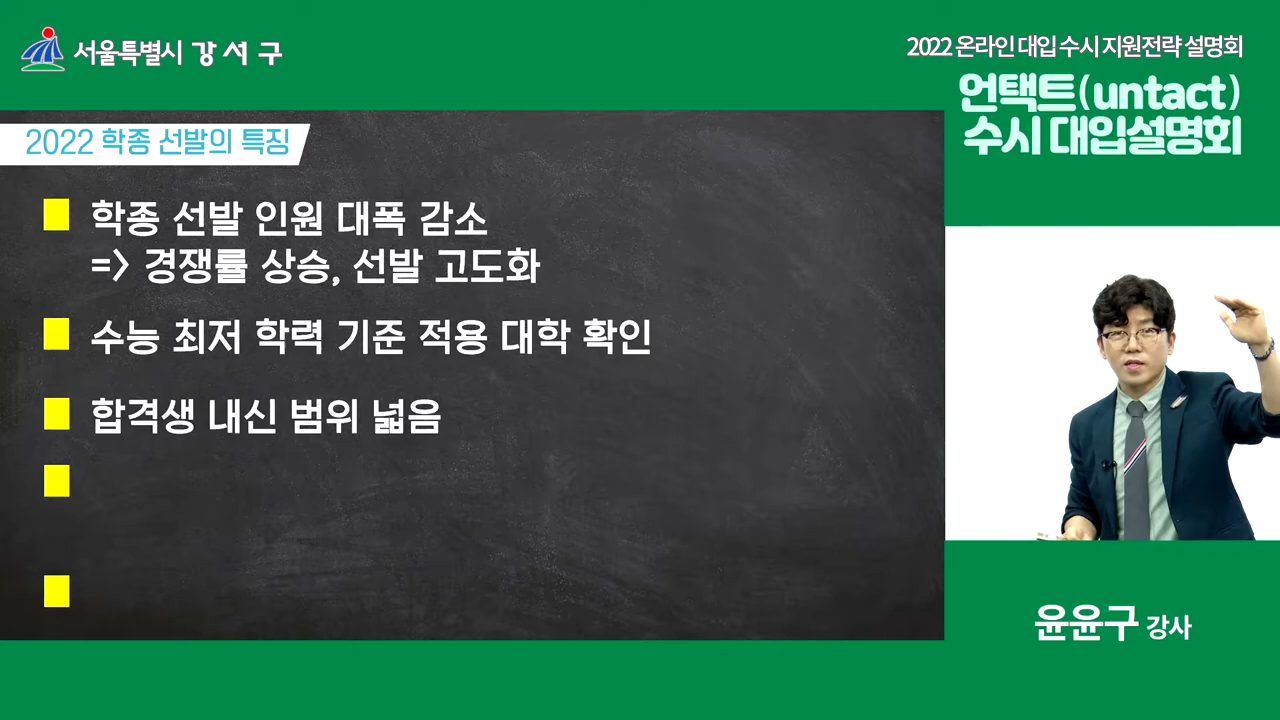 서울특별시 강서구
2022 온라인 대입 수시 지원전략 설명회
언택트(untact)
수시 대입설명회
2022 학종 선발의 특징
학종 선발 인원 대폭 감소
=> 경쟁률 상승, 선발 고도화
수능 최저 학력 기준 적용 대학 확인
합격생 내신 범위 넓음
윤윤구 강사